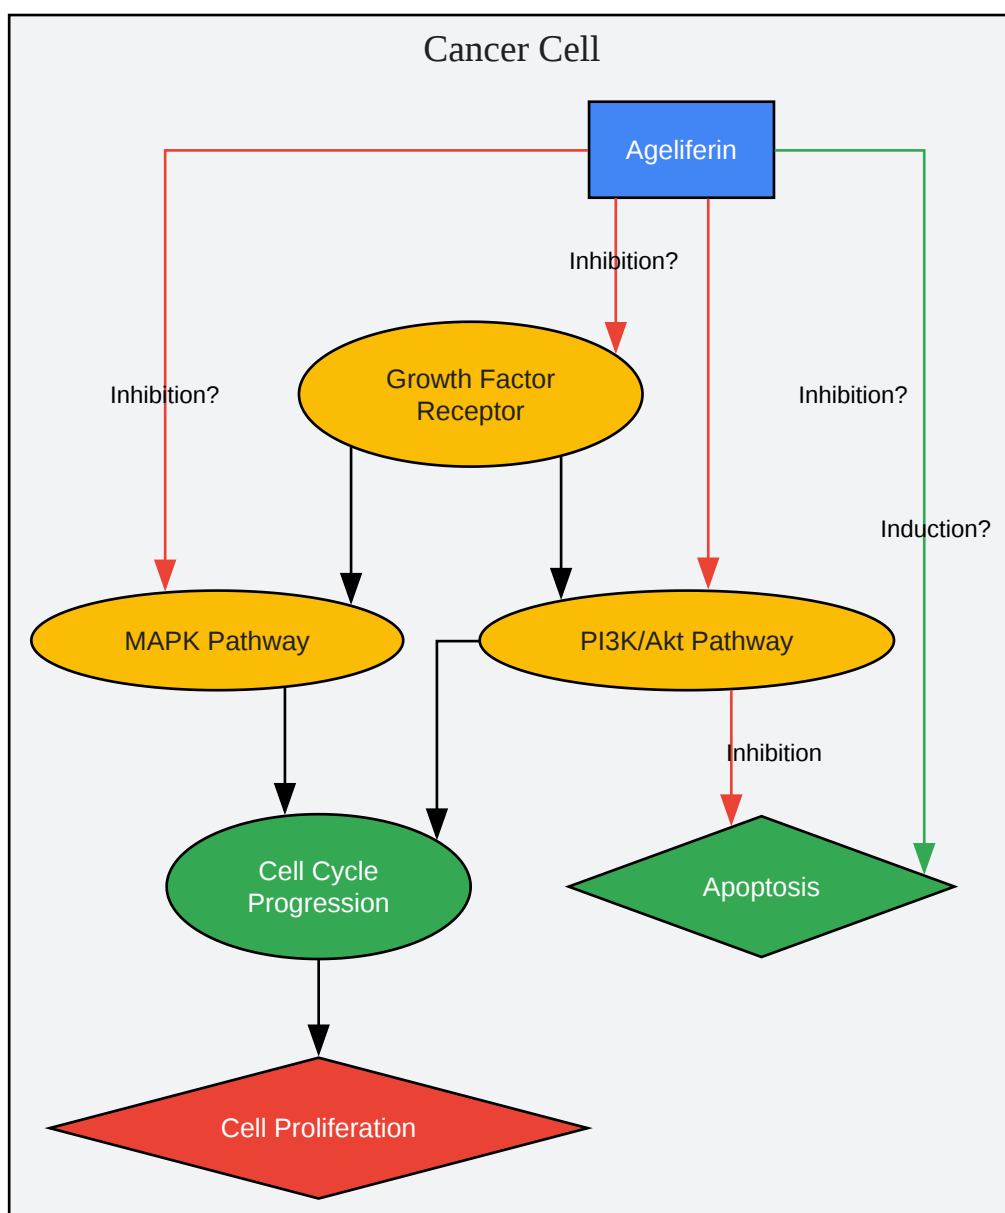 Cancer Cell
Ageliferin
Inhibition?
Growth Factor
Receptor
Inhibition?
Inhibition?
Induction?
MAPK Pathway
PI3K/Akt Pathway
Inhibition
Cell Cycle
Progression
Apoptosis
Cell Proliferation